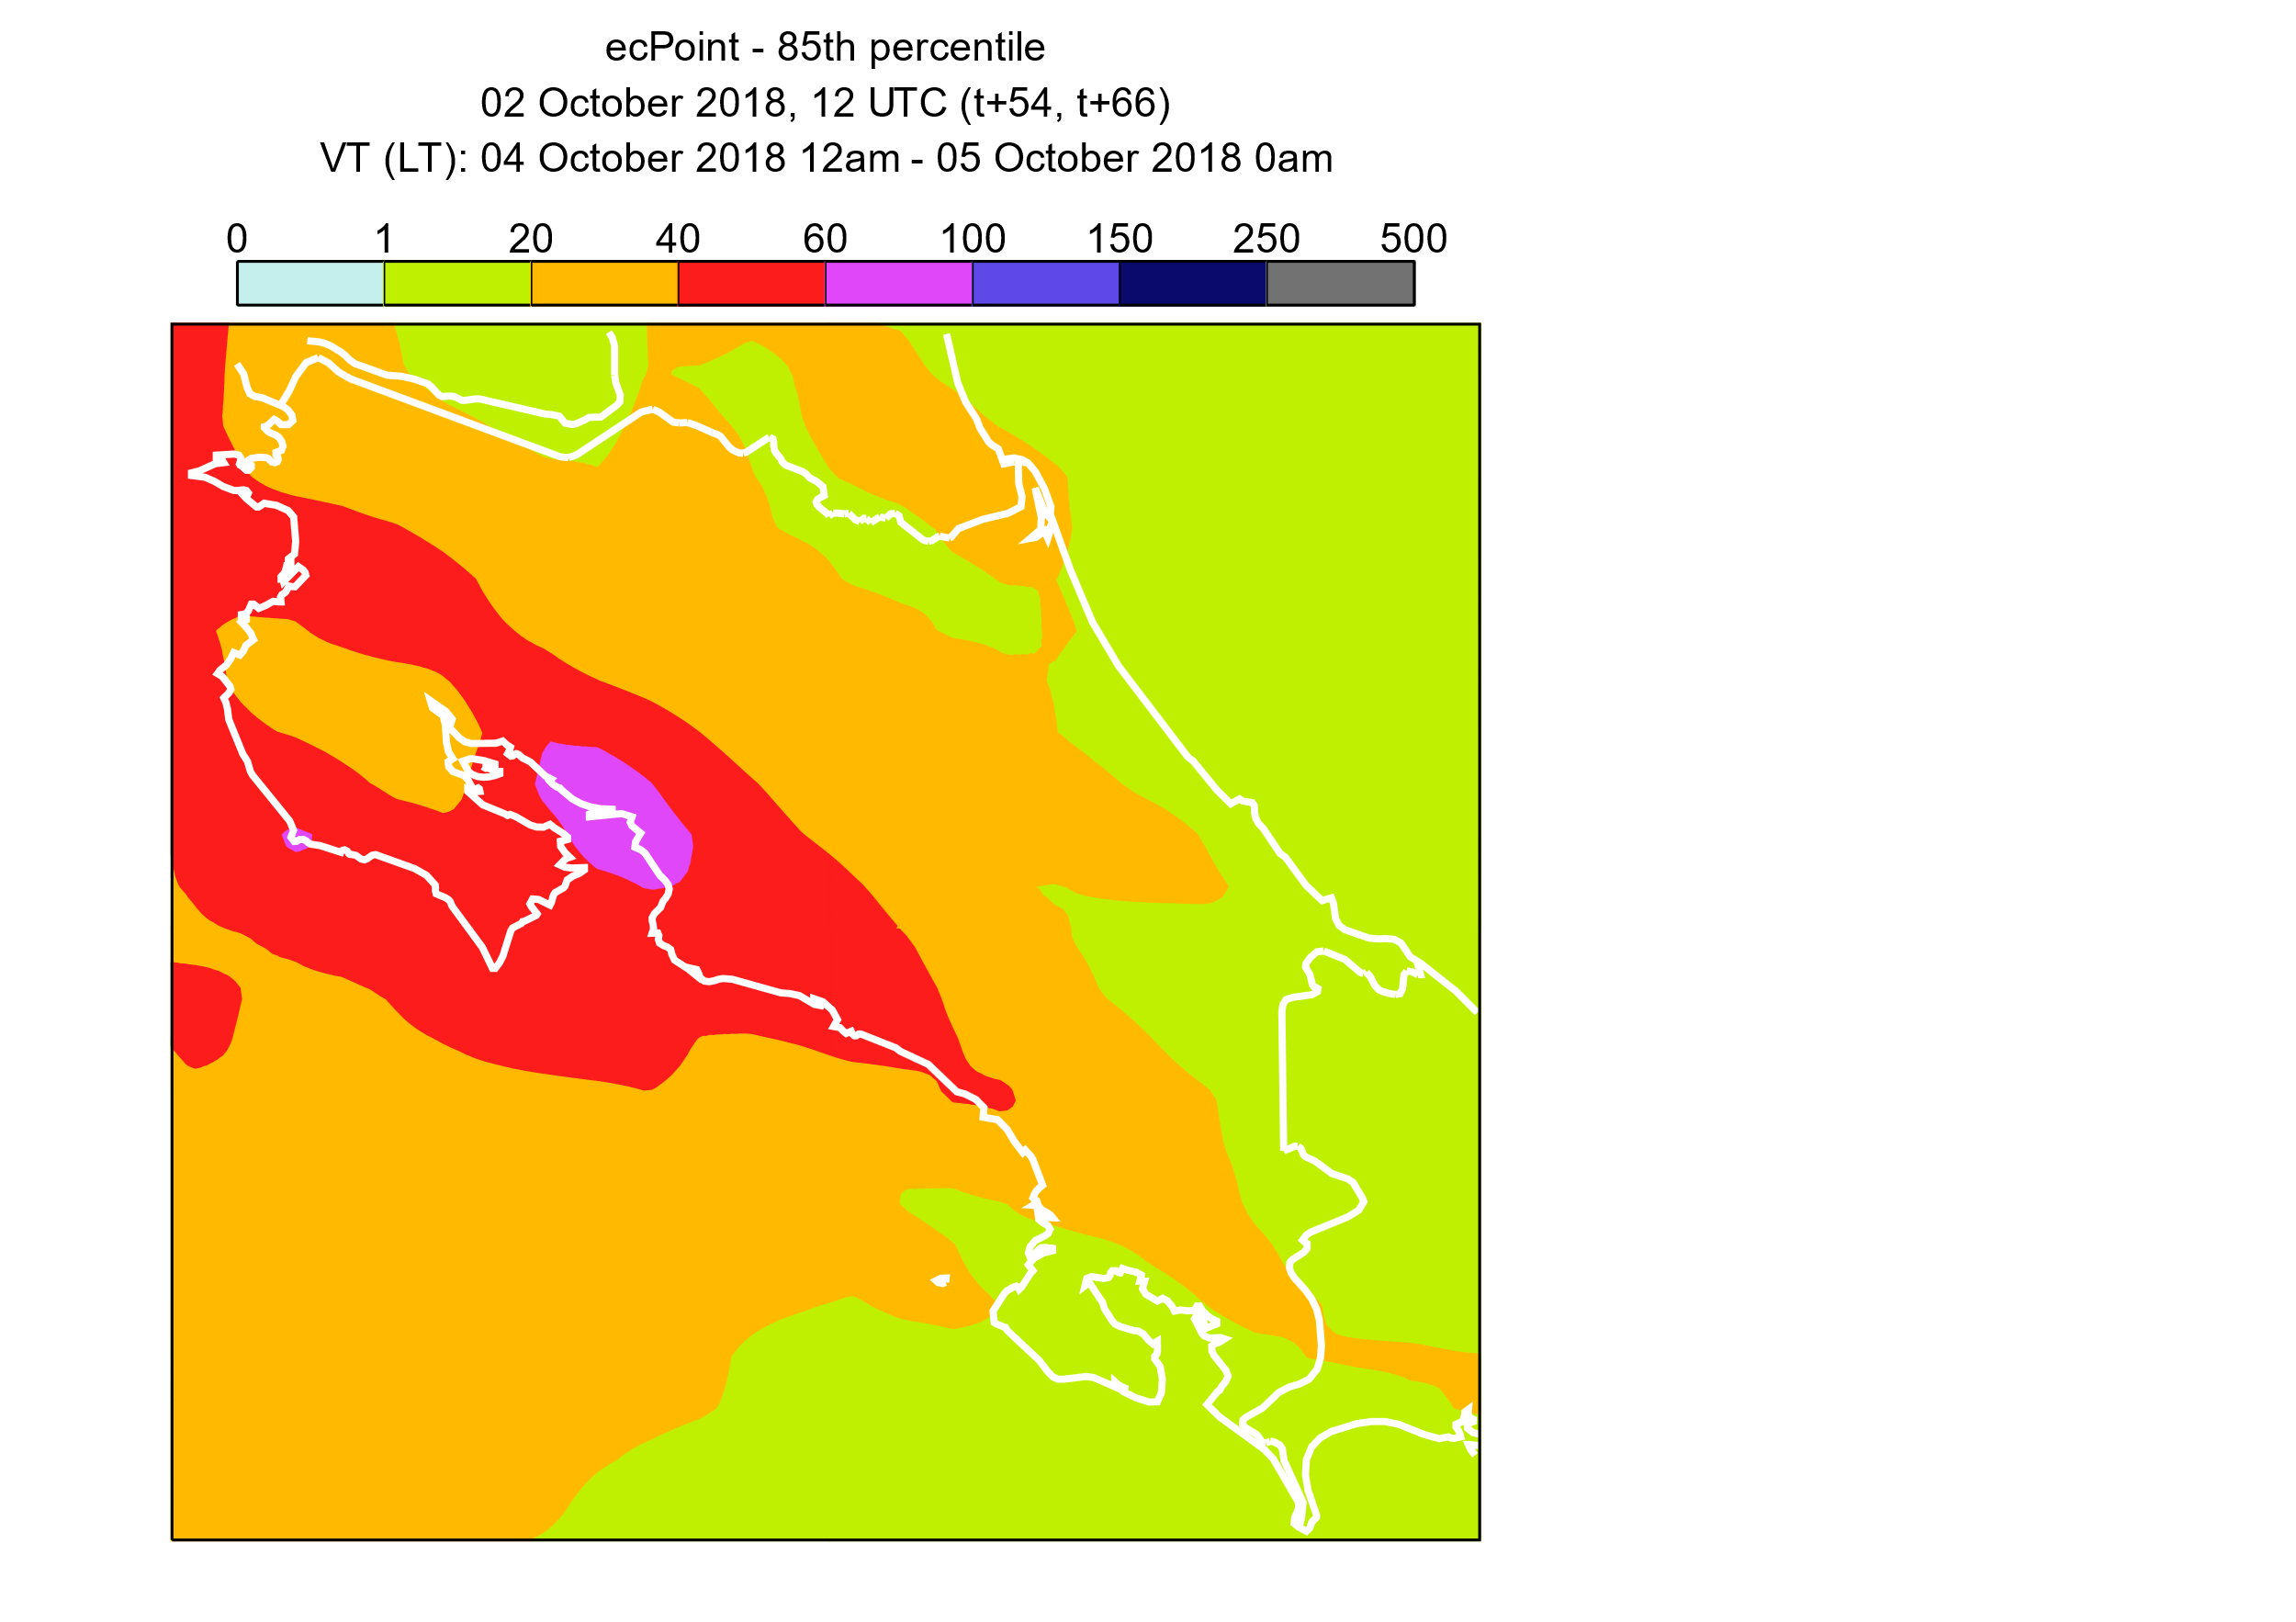 ecPoint - 85th percentile
02 October 2018, 12 UTC (t+54, t+66)
VT (LT): 04 October 2018 12am - 05 October 2018 0am
0 1 20 40 60 100 150 250 500